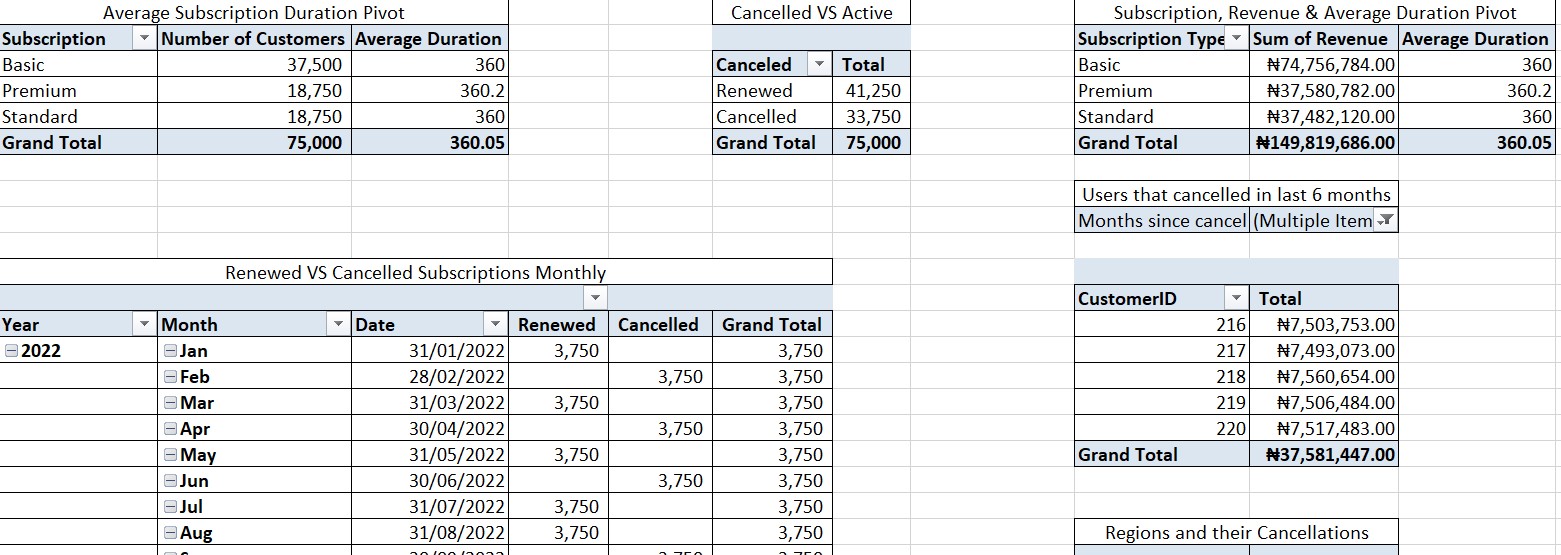 Average Subscription Duration Pivot
Subscription Number of Customers Average Duration
Basic 37,500 360
Premium 18,750 360.2
Standard 18,750 360
Grand Total 75,000 360.05
Cancelled VS Active
Canceled Total
Renewed 41,250
Cancelled 33,750
Grand Total 75,000
Subscription, Revenue & Average Duration Pivot
Subscription Type Sum of Revenue Average Duration
Basic ₦74,756,784.00 360
Premium ₦37,580,782.00 360.2
Standard ₦37,482,120.00 360
Grand Total ₦149,819,686.00 360.05
Users that cancelled in last 6 months
Months since cancel (Multiple Item
Renewed VS Cancelled Subscriptions Monthly
Year Month Date Renewed Cancelled Grand Total
2022 Jan 31/01/2022 3,750 3,750
Feb 28/02/2022 3,750 3,750
Mar 31/03/2022 3,750 3,750
Apr 30/04/2022 3,750 3,750
May 31/05/2022 3,750 3,750
Jun 30/06/2022 3,750 3,750
Jul 31/07/2022 3,750 3,750
Aug 31/08/2022 3,750 3,750
CustomerID Total
216 ₦7,503,753.00
217 ₦7,493,073.00
218 ₦7,560,654.00
219 ₦7,506,484.00
220 ₦7,517,483.00
Grand Total ₦37,581,447.00
Regions and their Cancellations